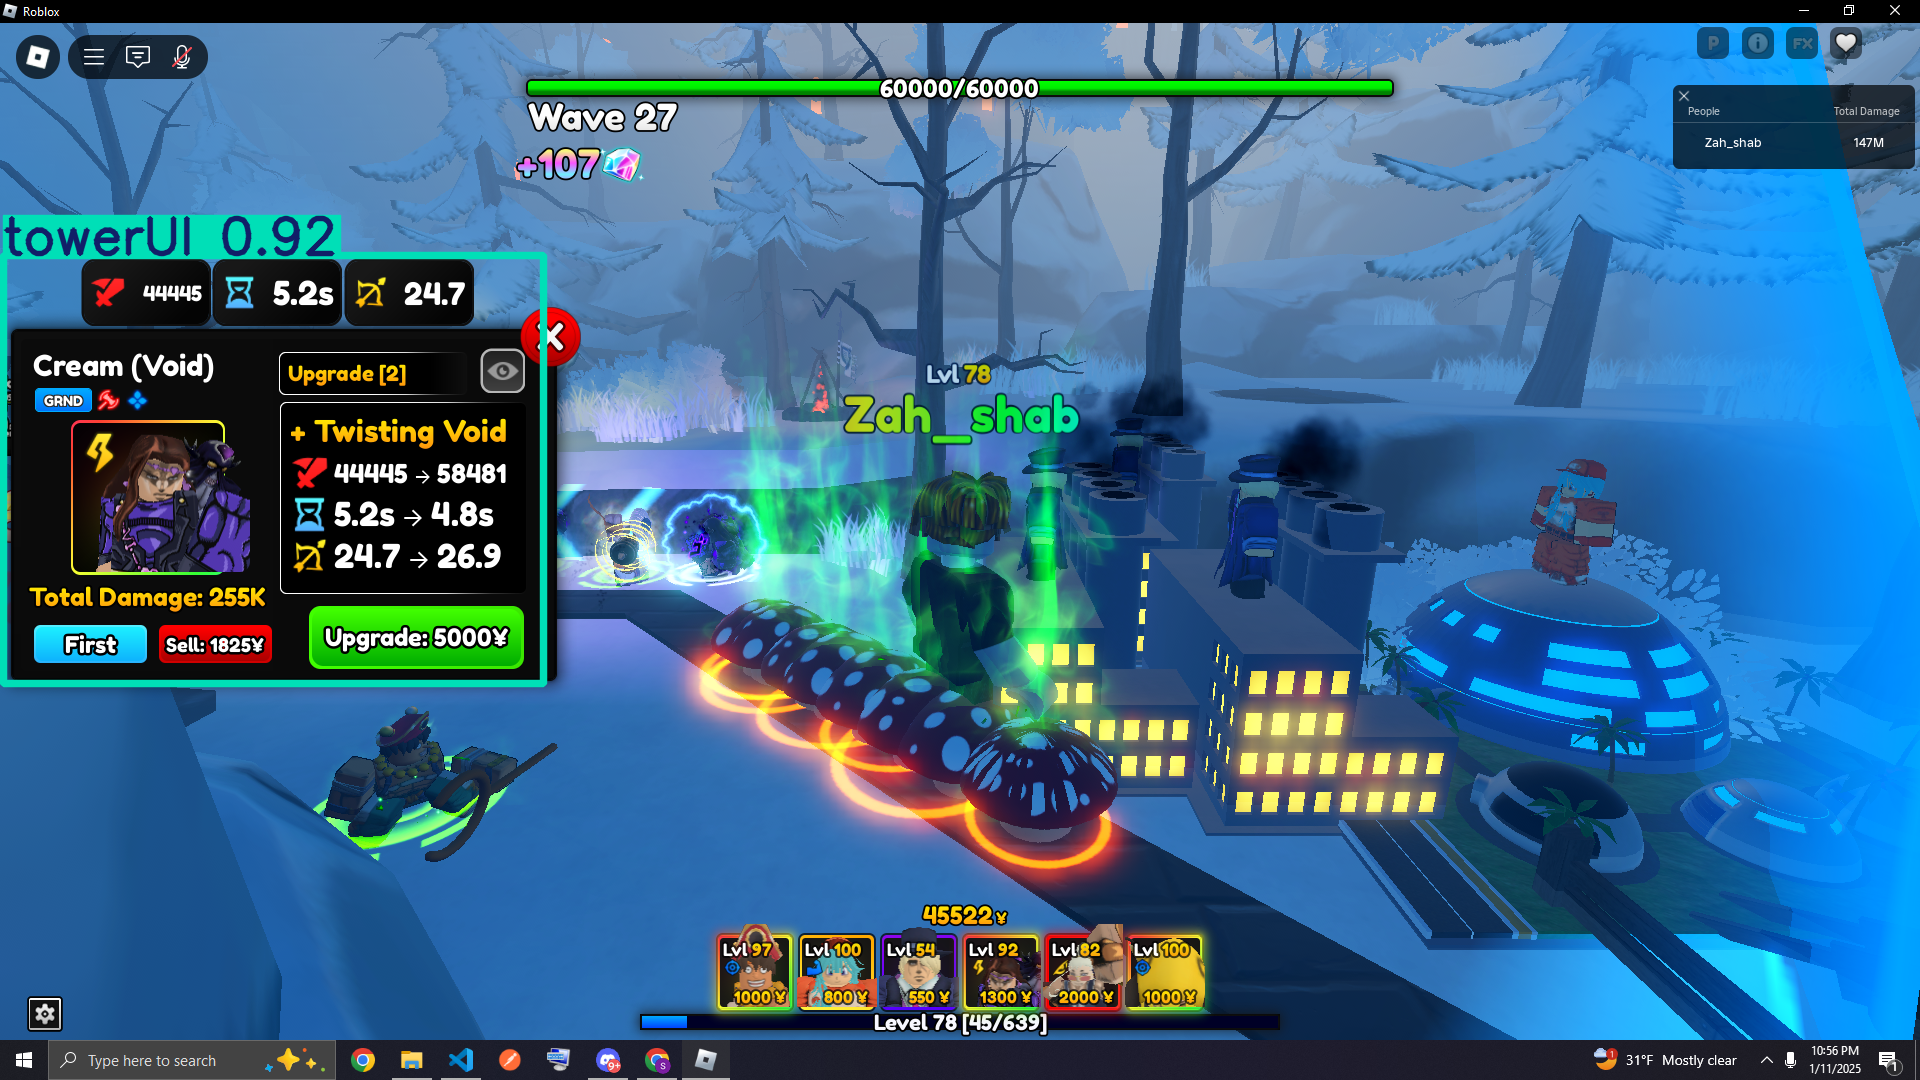 Roblox
P
FX
60000/60000
Wave 27
+107
People Total Damage
Zah_shab 147M
towerUI 0.92
44445 5.2s 24.7
Cream (Void)
Upgrade [2]
GRND
+ Twisting Void
44445 → 58481
5.2s → 4.8s
24.7 → 26.9
Total Damage: 255K
First
Sell: 1825¥
Upgrade: 5000¥
Lvl 78
Zah_shab
45522¥
Lvl 97 Lvl 100 Lvl 54 Lvl 92 Lvl 82 Lvl 100
1000 ¥ 800 ¥ 550 ¥ 1300 ¥ 2000 ¥ 1000 ¥
Level 78 [45/639]
Type here to search
9+
S
1
31°F Mostly clear
10:56 PM
1/11/2025
1